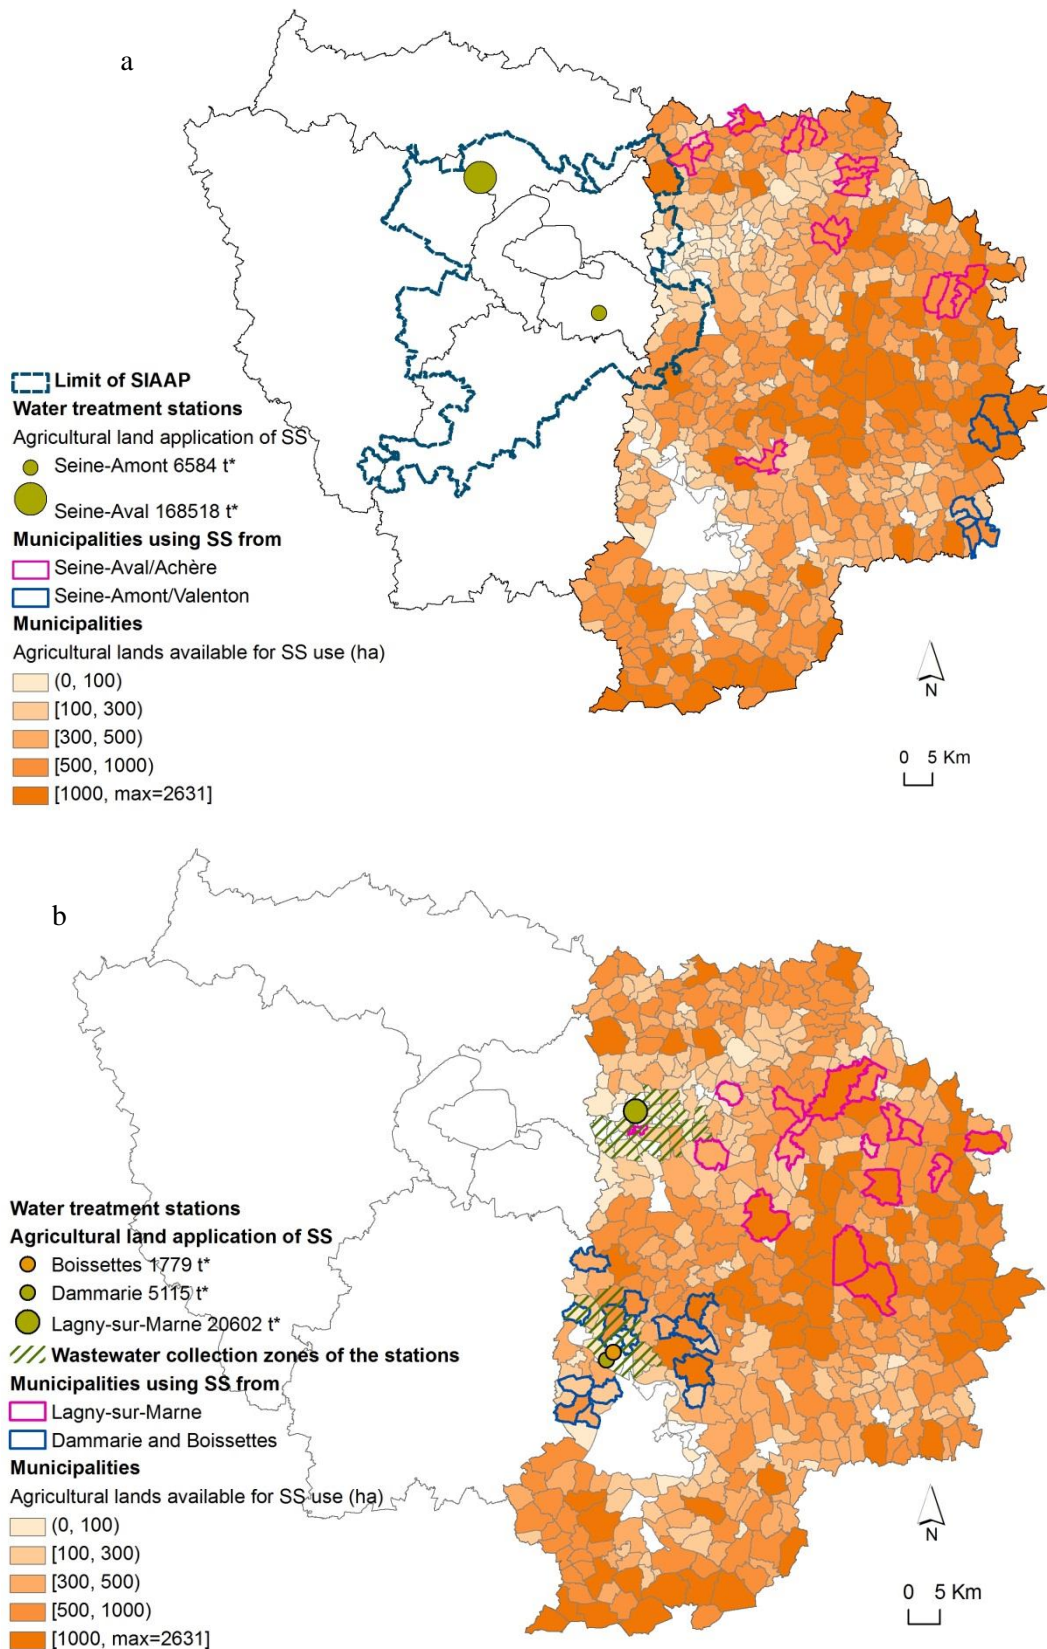 a
Limit of SIAAP
Water treatment stations
Agricultural land application of SS
Seine-Amont 6584 t*
Seine-Aval 168518 t*
Municipalities using SS from
Seine-Aval/Achère
Seine-Amont/Valenton
Municipalities
Agricultural lands available for SS use (ha)
(0, 100)
[100, 300)
[300, 500)
[500, 1000)
[1000, max=2631]
N
0 5 Km
b
Water treatment stations
Agricultural land application of SS
Boissettes 1779 t*
Dammarie 5115 t*
Lagny-sur-Marne 20602 t*
Wastewater collection zones of the stations
Municipalities using SS from
Lagny-sur-Marne
Dammarie and Boissettes
Municipalities
Agricultural lands available for SS use (ha)
(0, 100)
[100, 300)
[300, 500)
[500, 1000)
[1000, max=2631]
N
0 5 Km